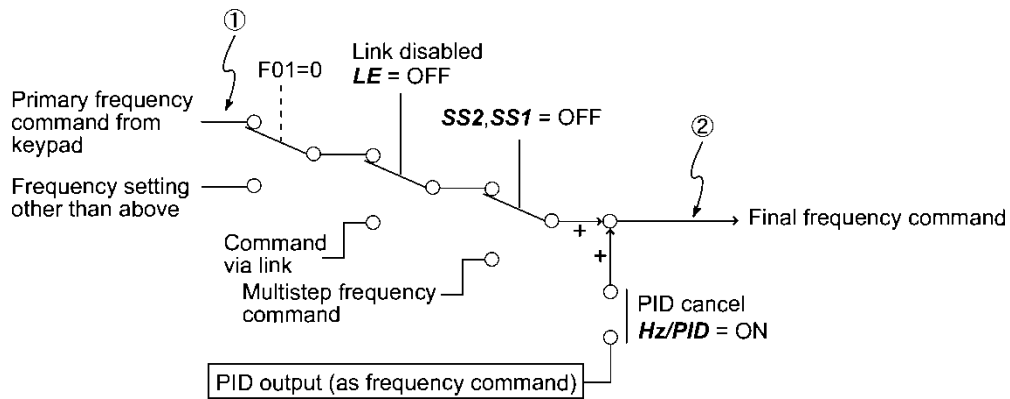 ①
F01=0
Link disabled
LE = OFF
Primary frequency
command from
keypad
SS2,SS1 = OFF
②
Frequency setting
other than above
Final frequency command
+
+
Command
via link
Multistep frequency
command
PID cancel
Hz/PID = ON
PID output (as frequency command)